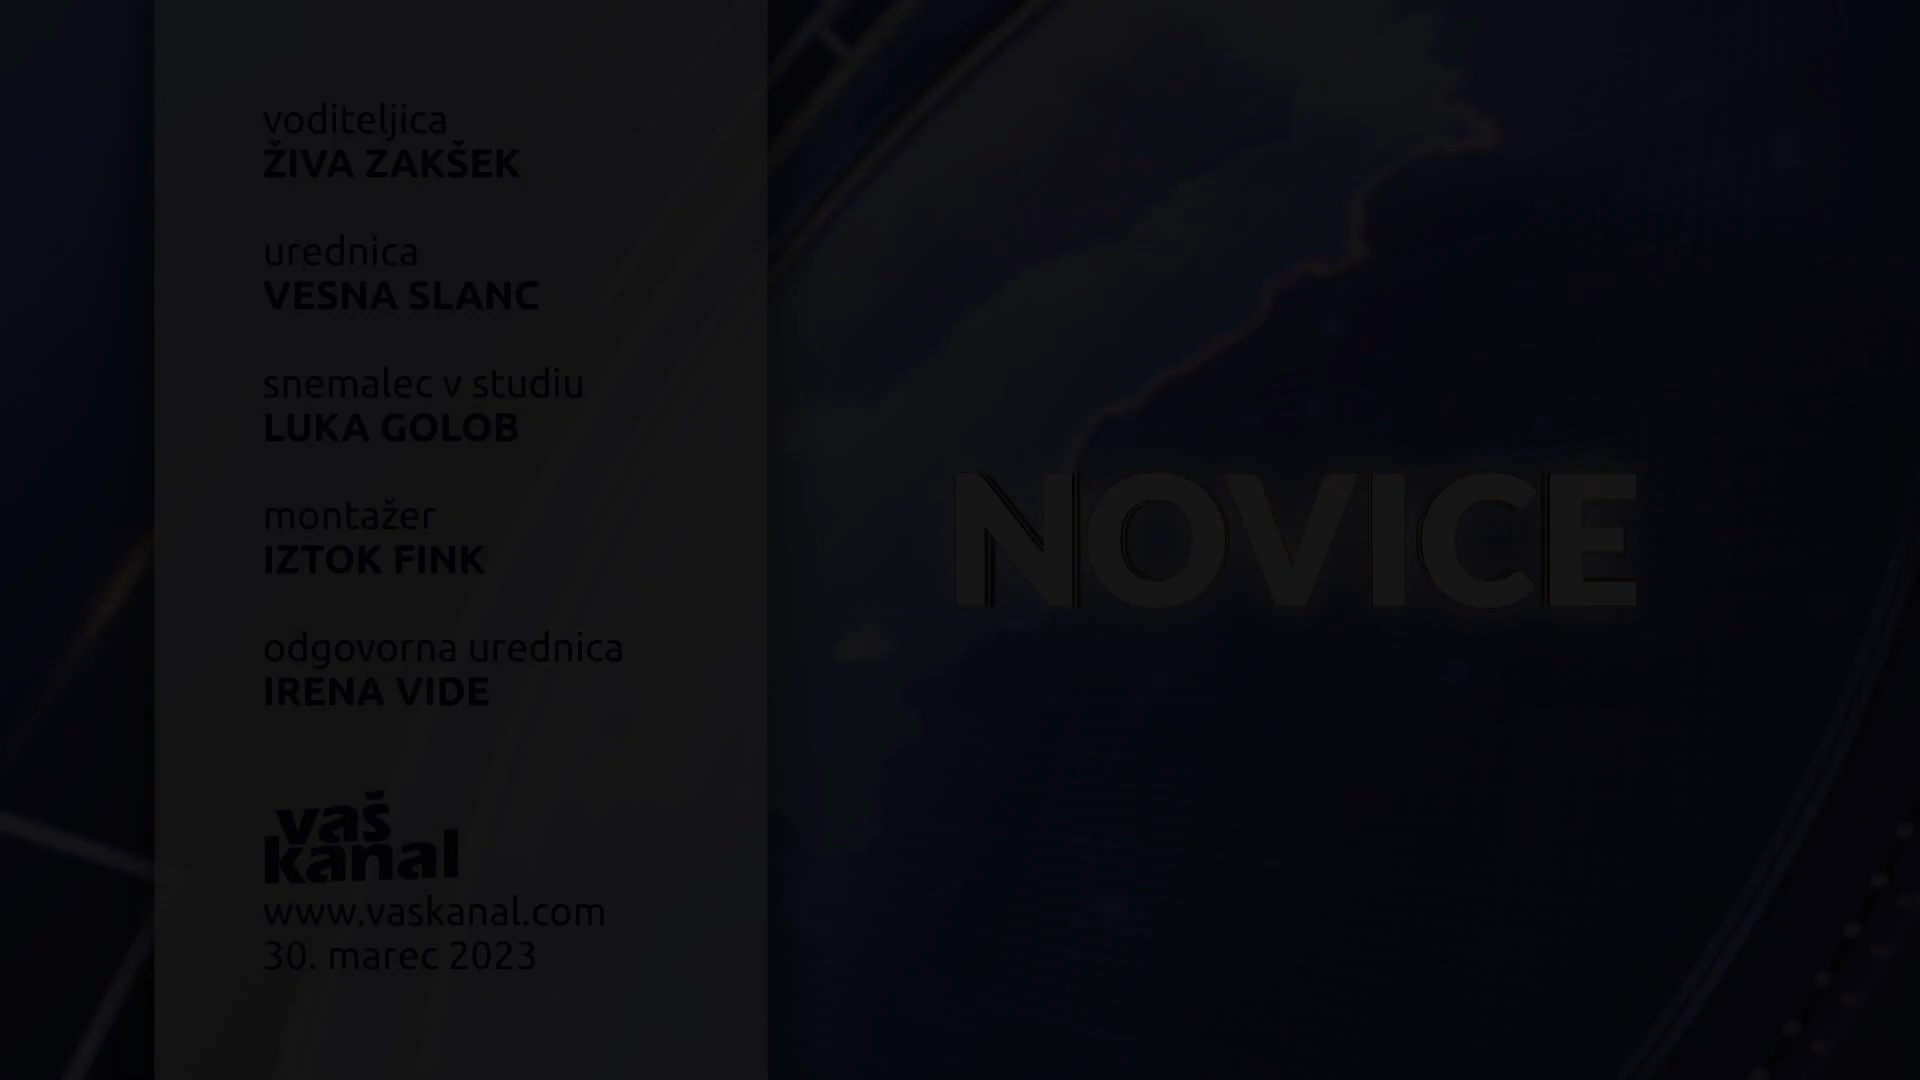 voditeljica
ŽIVA ZAKŠEK
urednica
VESNA SLANC
snemalec v studiu
LUKA GOLOB
montažer
IZTOK FINK
odgovorna urednica
IRENA VIDE
vaš
kanal
www.vaskanal.com
30. marec 2023
NOVICE